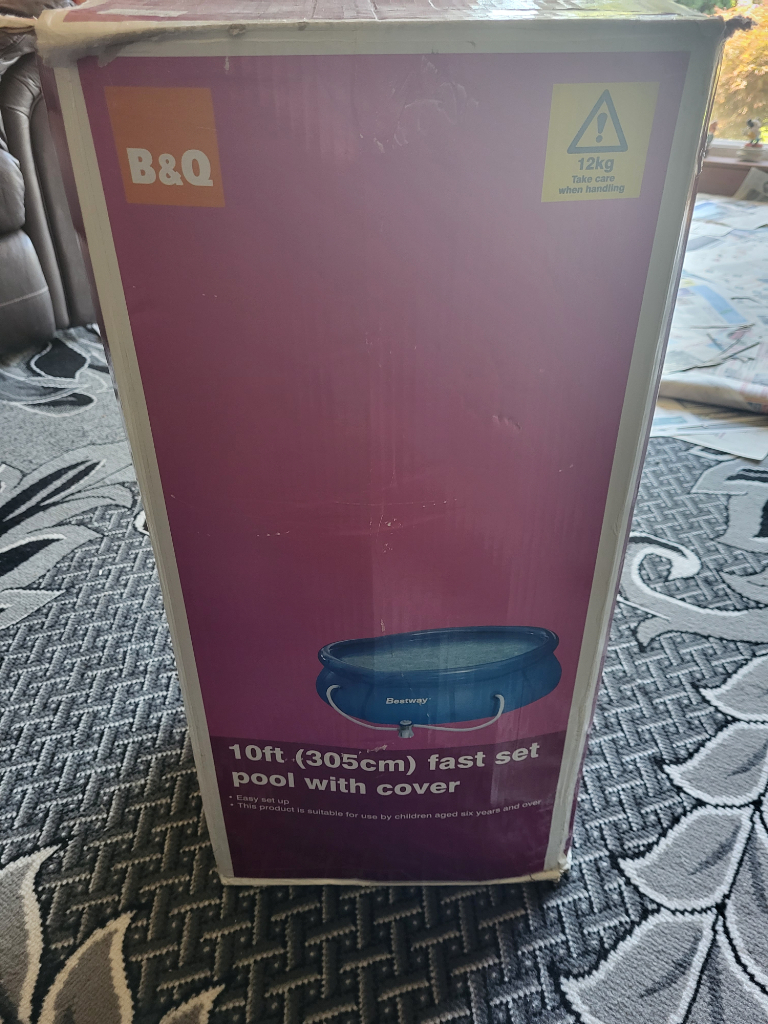 B&Q
12kg
Take care
when handling
Bestway
10ft (305cm) fast set
pool with cover
• Easy set up
• This product is suitable for use by children aged six years and over